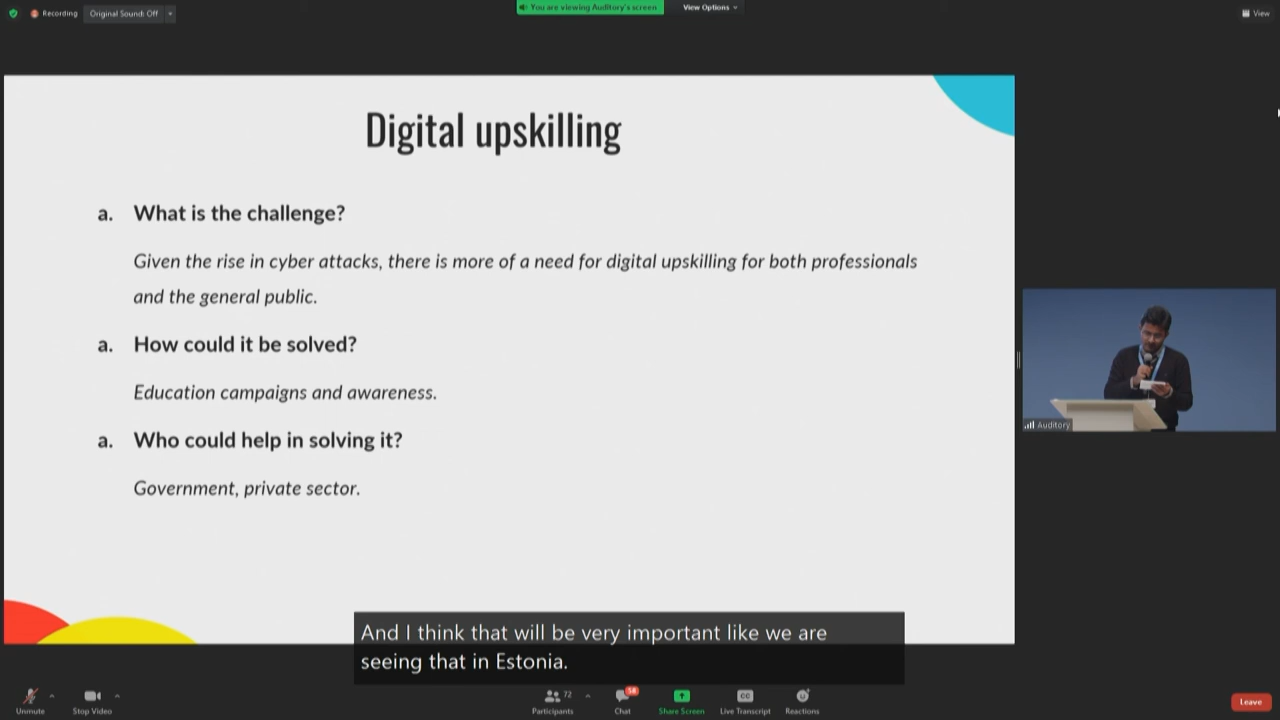 Recording
Original Sound: Off
You are viewing Auditory's screen
View Options
View
Digital upskilling
a. What is the challenge?
Given the rise in cyber attacks, there is more of a need for digital upskilling for both professionals
and the general public.
a. How could it be solved?
Education campaigns and awareness.
a. Who could help in solving it?
Government, private sector.
Auditory
And I think that will be very important like we are
seeing that in Estonia.
Unmute
Stop Video
Participants
72
Chat
58
Share Screen
CC
Live Transcript
Reactions
Leave